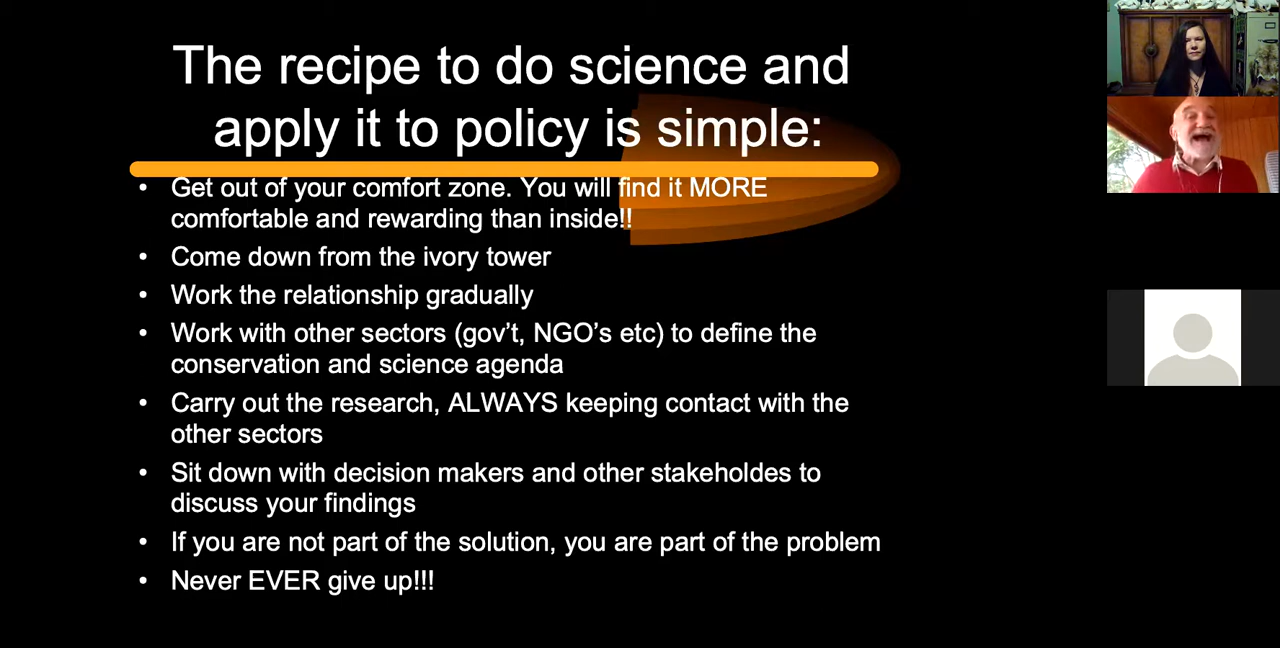 The recipe to do science and
apply it to policy is simple:
• Get out of your comfort zone. You will find it MORE
comfortable and rewarding than inside!!
• Come down from the ivory tower
• Work the relationship gradually
• Work with other sectors (gov't, NGO's etc) to define the
conservation and science agenda
• Carry out the research, ALWAYS keeping contact with the
other sectors
• Sit down with decision makers and other stakeholdes to
discuss your findings
• If you are not part of the solution, you are part of the problem
• Never EVER give up!!!